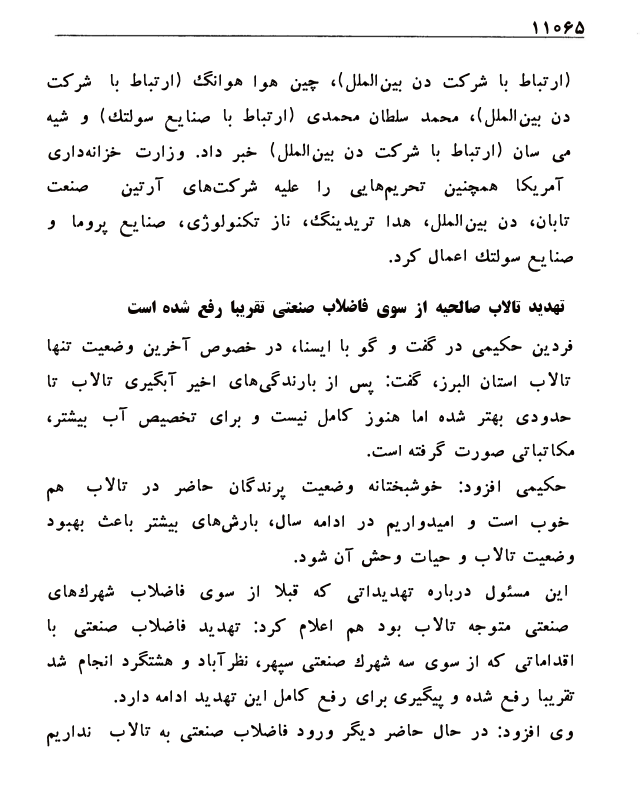 ۱۱۰۶۵
(ارتباط با شرکت دن بین‌الملل)، چین هوا هوانگ (ارتباط با شرکت
دن بین‌الملل)، محمد سلطان محمدی (ارتباط با صنایع سولتك) و شیه
می سان (ارتباط با شرکت دن بین‌الملل) خبر داد. وزارت خزانه‌داری
آمریکا همچنین تحریم‌هایی را علیه شرکت‌های آرتین صنعت
تابان، دن بین‌الملل، هدا تریدینگ، ناز تکنولوژی، صنایع پروما و
صنایع سولتك اعمال کرد.
تهدید تالاب صالحیه از سوی فاضلاب صنعتی تقریبا رفع شده است
فردین حکیمی در گفت و گو با ایسنا، در خصوص آخرین وضعیت تنها
تالاب استان البرز، گفت: پس از بارندگی‌های اخیر آبگیری تالاب تا
حدودی بهتر شده اما هنوز کامل نیست و برای تخصیص آب بیشتر،
مکاتباتی صورت گرفته است.
حکیمی افزود: خوشبختانه وضعیت پرندگان حاضر در تالاب هم
خوب است و امیدواریم در ادامه سال، بارش‌های بیشتر باعث بهبود
وضعیت تالاب و حیات وحش آن شود.
این مسئول درباره تهدیداتی که قبلا از سوی فاضلاب شهرك‌های
صنعتی متوجه تالاب بود هم اعلام کرد: تهدید فاضلاب صنعتی با
اقداماتی که از سوی سه شهرك صنعتی سپهر، نظرآباد و هشتگرد انجام شد
تقریبا رفع شده و پیگیری برای رفع کامل این تهدید ادامه دارد.
وی افزود: در حال حاضر دیگر ورود فاضلاب صنعتی به تالاب نداریم